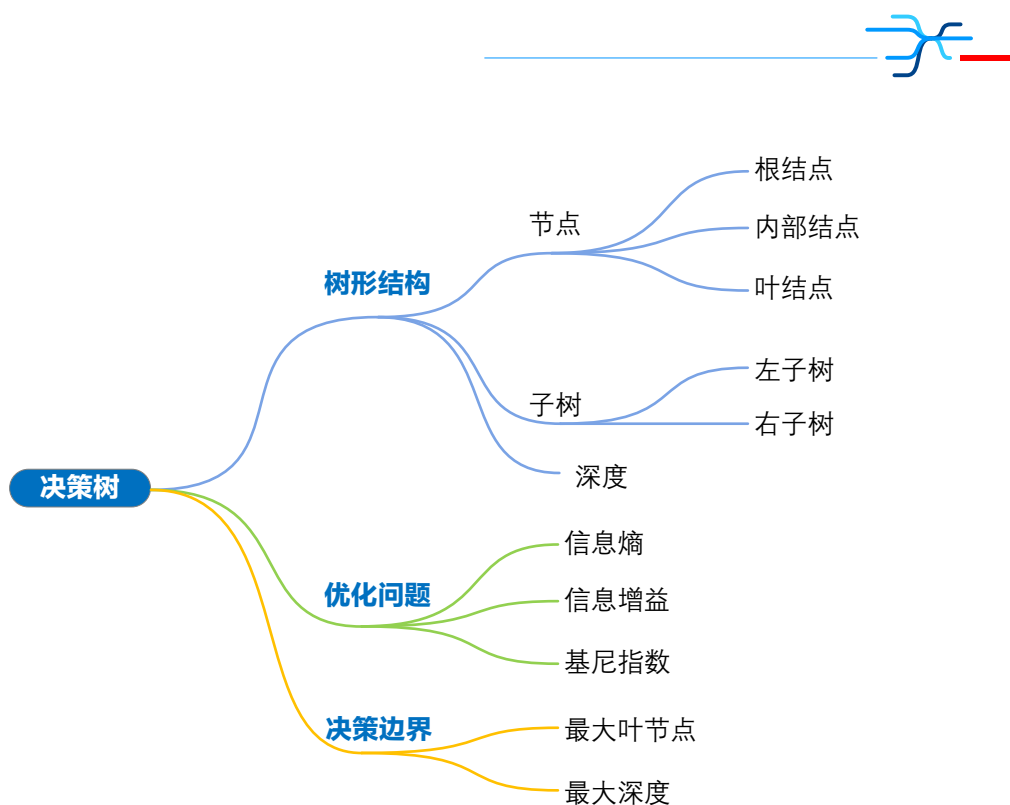 根结点
节点
内部结点
树形结构
叶结点
左子树
子树
右子树
深度
决策树
信息熵
优化问题
信息增益
基尼指数
决策边界
最大叶节点
最大深度